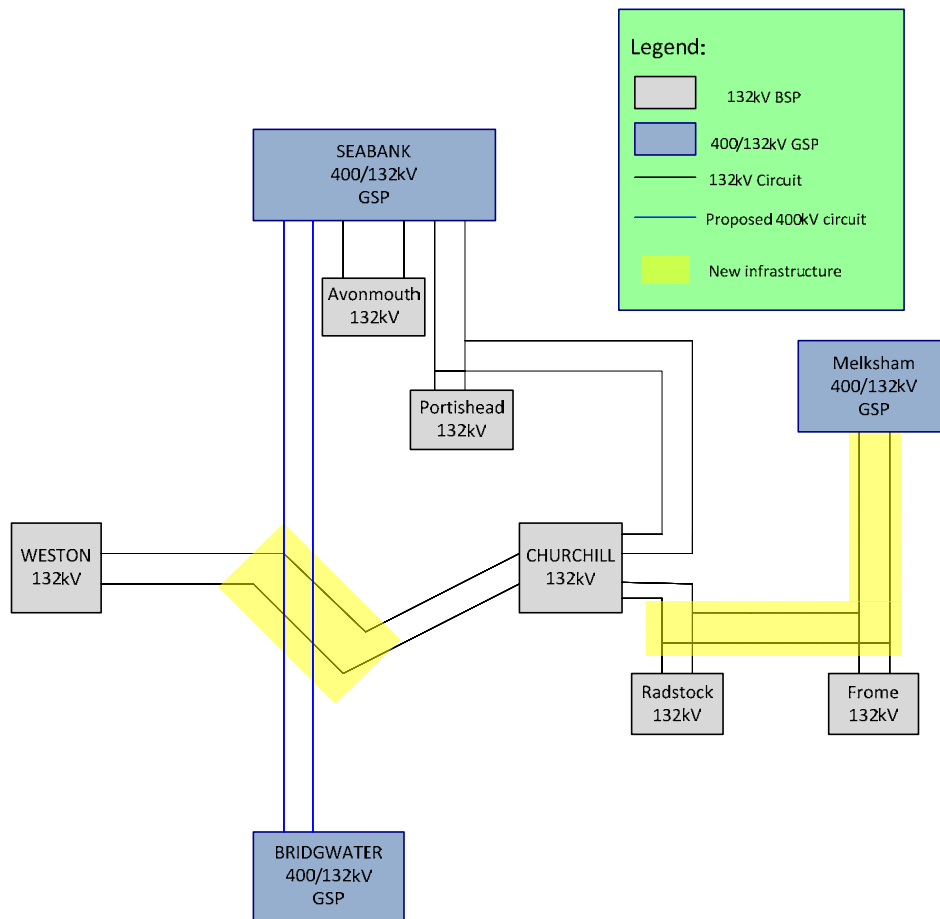 Legend:
132kV BSP
400/132kV GSP
132kV Circuit
Proposed 400kV circuit
New infrastructure
SEABANK
400/132kV
GSP
Avonmouth
132kV
Portishead
132kV
Melksham
400/132kV
GSP
WESTON
132kV
CHURCHILL
132kV
Radstock
132kV
Frome
132kV
BRIDGWATER
400/132kV
GSP